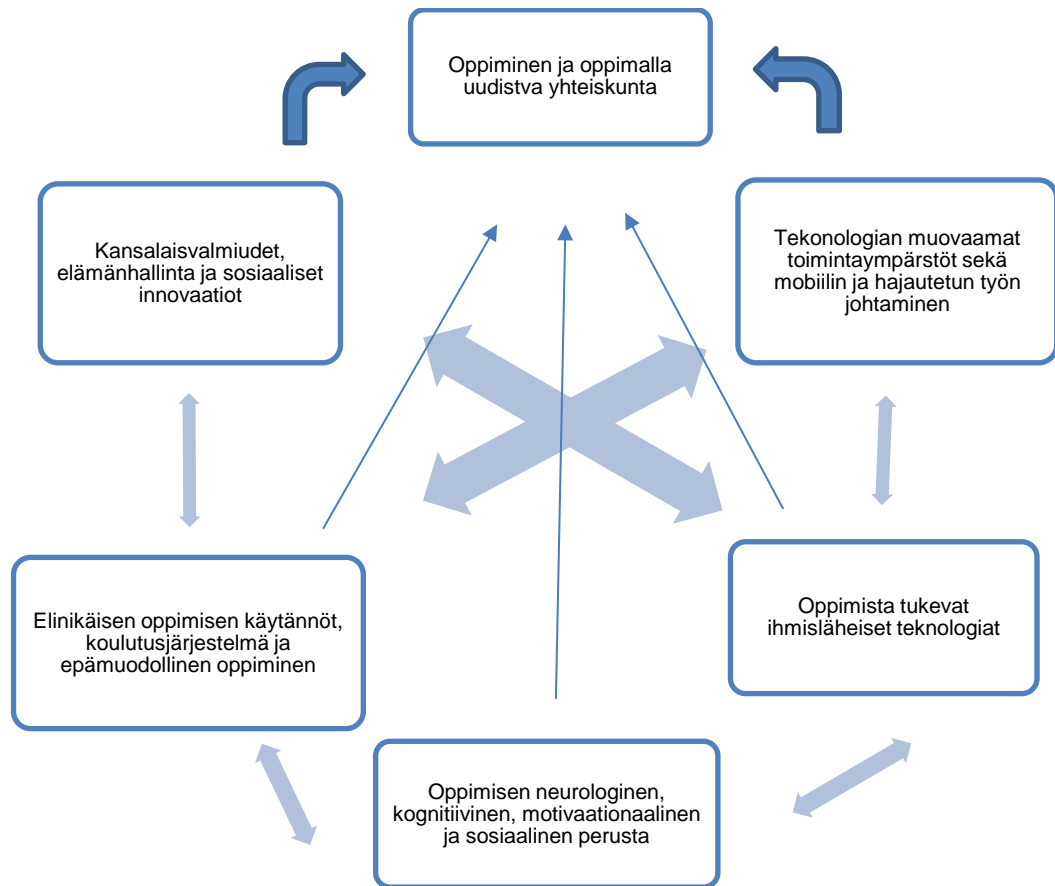 Oppiminen ja oppimalla
uudistva yhteiskunta
Kansalaisvalmiudet,
elämänhallinta ja sosiaaliset
innovaatiot
Tekonologian muovaamat
toimintaympärstöt sekä
mobiilin ja hajautetun työn
johtaminen
Elinikäisen oppimisen käytännöt,
koulutusjärjestelmä ja
epämuodollinen oppiminen
Oppimista tukevat
ihmisläheiset teknologiat
Oppimisen neurologinen,
kognitiivinen, motivaationaalinen
ja sosiaalinen perusta